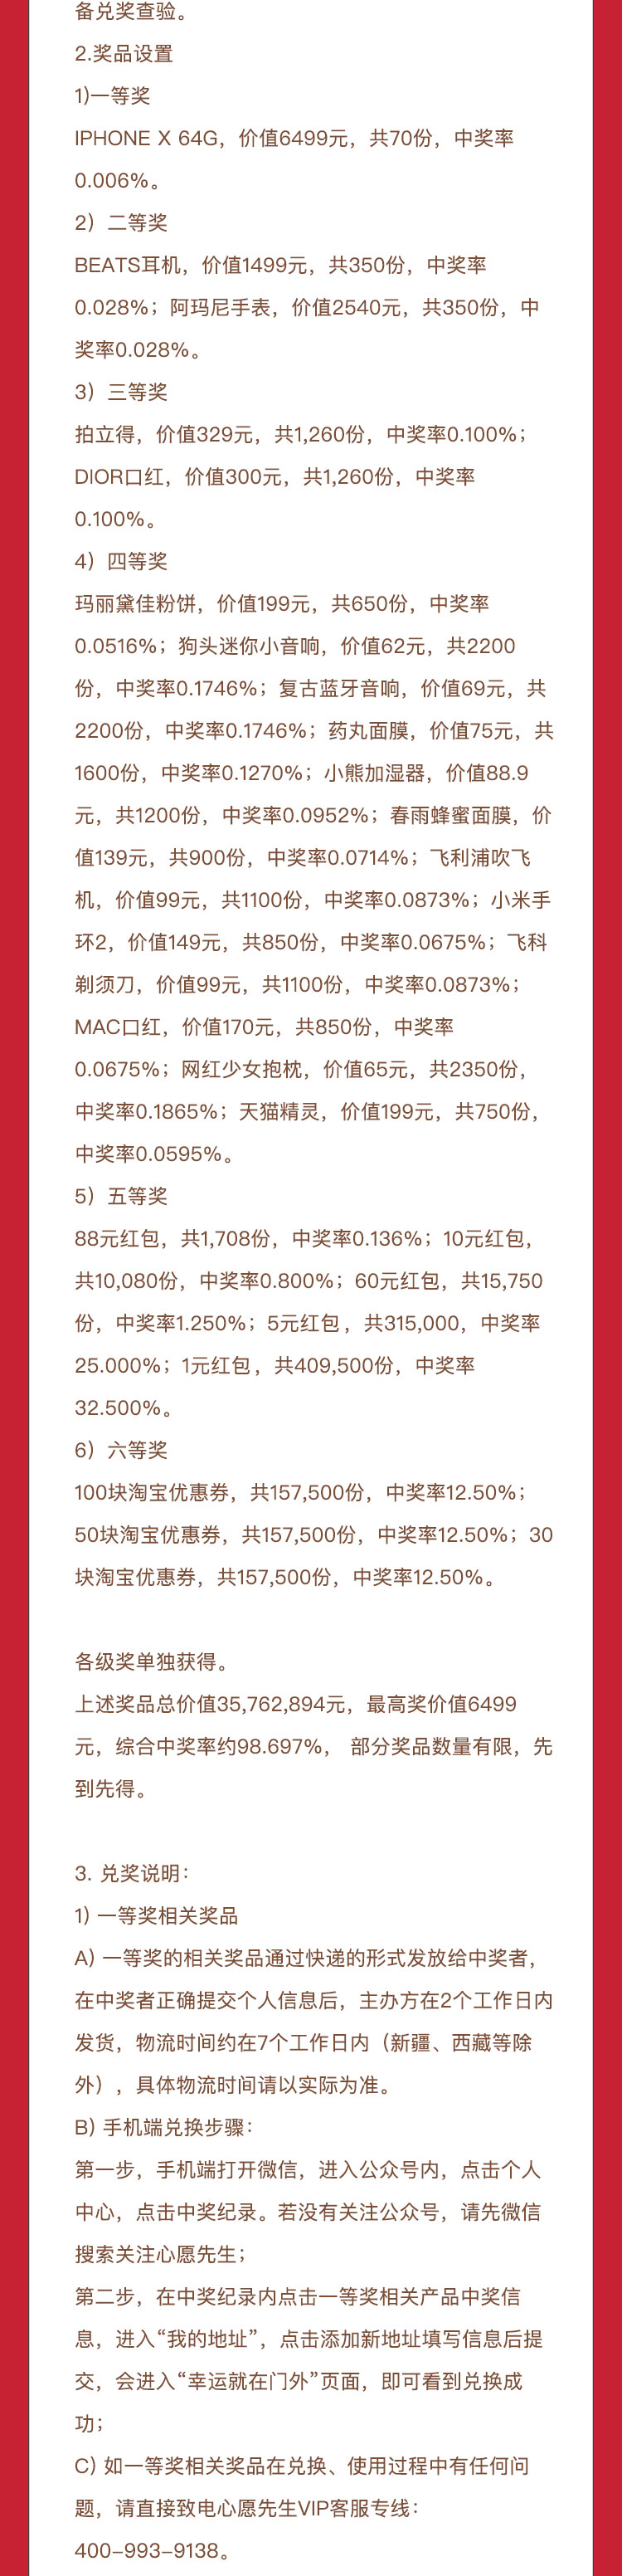 备兑奖查验。
2.奖品设置
1)一等奖
IPHONE X 64G，价值6499元，共70份，中奖率
0.006%。
2）二等奖
BEATS耳机，价值1499元，共350份，中奖率
0.028%；阿玛尼手表，价值2540元，共350份，中
奖率0.028%。
3）三等奖
拍立得，价值329元，共1,260份，中奖率0.100%；
DIOR口红，价值300元，共1,260份，中奖率
0.100%。
4）四等奖
玛丽黛佳粉饼，价值199元，共650份，中奖率
0.0516%；狗头迷你小音响，价值62元，共2200
份，中奖率0.1746%；复古蓝牙音响，价值69元，共
2200份，中奖率0.1746%；药丸面膜，价值75元，共
1600份，中奖率0.1270%；小熊加湿器，价值88.9
元，共1200份，中奖率0.0952%；春雨蜂蜜面膜，价
值139元，共900份，中奖率0.0714%；飞利浦吹飞
机，价值99元，共1100份，中奖率0.0873%；小米手
环2，价值149元，共850份，中奖率0.0675%；飞科
剃须刀，价值99元，共1100份，中奖率0.0873%；
MAC口红，价值170元，共850份，中奖率
0.0675%；网红少女抱枕，价值65元，共2350份，
中奖率0.1865%；天猫精灵，价值199元，共750份，
中奖率0.0595%。
5）五等奖
88元红包，共1,708份，中奖率0.136%；10元红包，
共10,080份，中奖率0.800%；60元红包，共15,750
份，中奖率1.250%；5元红包，共315,000，中奖率
25.000%；1元红包，共409,500份，中奖率
32.500%。
6）六等奖
100块淘宝优惠券，共157,500份，中奖率12.50%；
50块淘宝优惠券，共157,500份，中奖率12.50%；30
块淘宝优惠券，共157,500份，中奖率12.50%。
各级奖单独获得。
上述奖品总价值35,762,894元，最高奖价值6499
元，综合中奖率约98.697%， 部分奖品数量有限，先
到先得。
3. 兑奖说明：
1) 一等奖相关奖品
A) 一等奖的相关奖品通过快递的形式发放给中奖者，
在中奖者正确提交个人信息后，主办方在2个工作日内
发货，物流时间约在7个工作日内（新疆、西藏等除
外），具体物流时间请以实际为准。
B) 手机端兑换步骤：
第一步，手机端打开微信，进入公众号内，点击个人
中心，点击中奖纪录。若没有关注公众号，请先微信
搜索关注心愿先生；
第二步，在中奖纪录内点击一等奖相关产品中奖信
息，进入“我的地址”，点击添加新地址填写信息后提
交，会进入“幸运就在门外”页面，即可看到兑换成
功；
C) 如一等奖相关奖品在兑换、使用过程中有任何问
题，请直接致电心愿先生VIP客服专线：
400–993–9138。